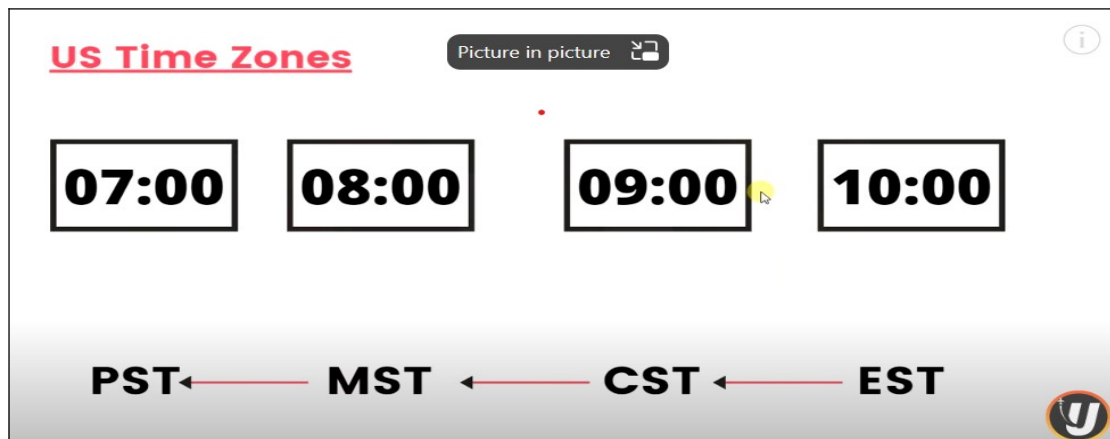 US Time Zones
Picture in picture
i
07:00 08:00 09:00 10:00
PST MST CST EST
y